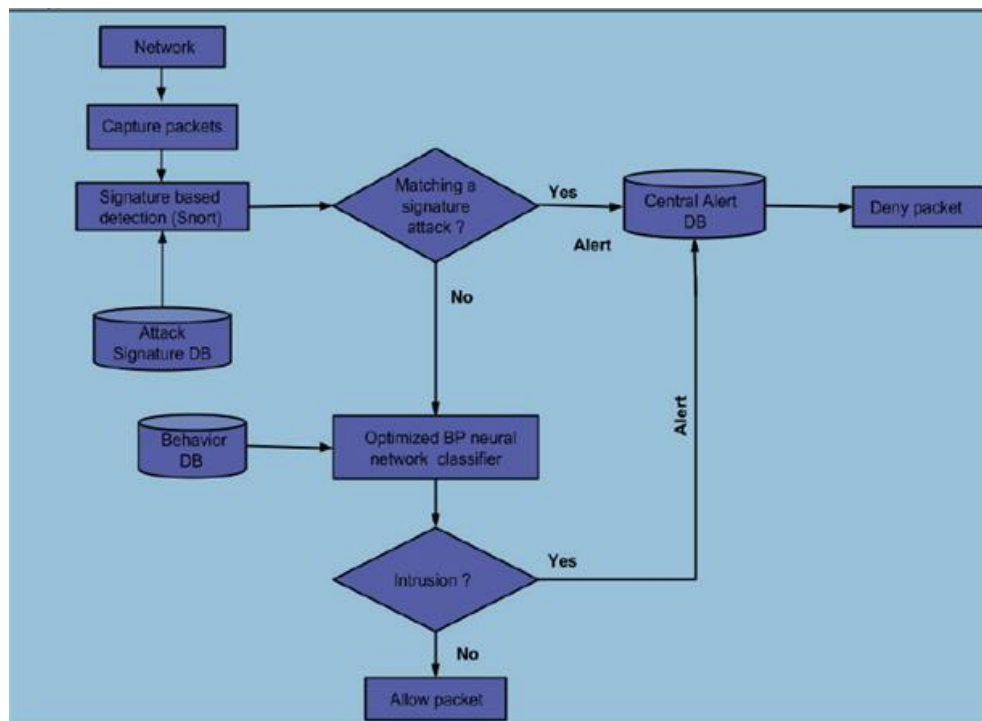 Network
Capture packets
Signature based
detection (Snort)
Matching a
signature
attack ?
Yes
Alert
Central Alert
DB
Deny packet
No
Attack
Signature DB
Behavior
DB
Optimized BP neural
network classifier
Alert
Intrusion ?
Yes
No
Allow packet